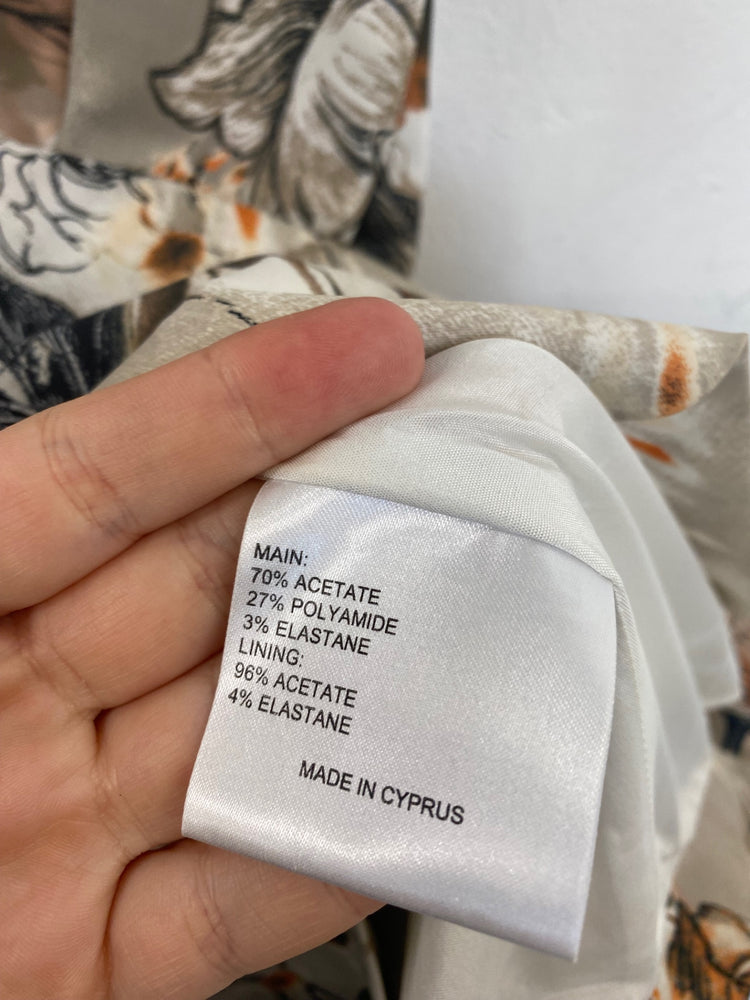 MAIN:
70% ACETATE
27% POLYAMIDE
3% ELASTANE
LINING:
96% ACETATE
4% ELASTANE
MADE IN CYPRUS